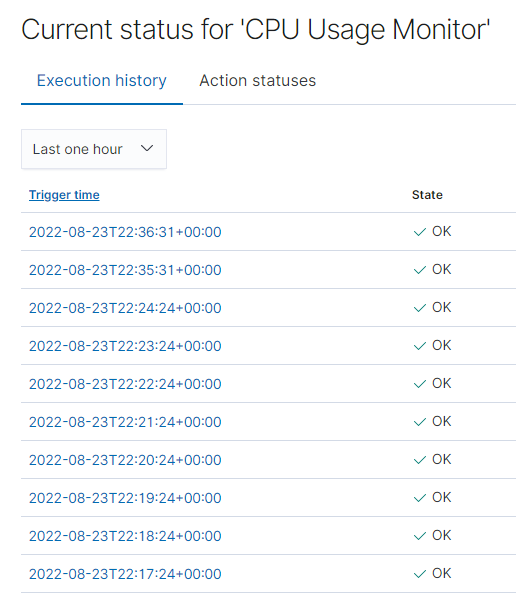 Current status for 'CPU Usage Monitor'
Execution history Action statuses
Last one hour
Trigger time State
2022-08-23T22:36:31+00:00 OK
2022-08-23T22:35:31+00:00 OK
2022-08-23T22:24:24+00:00 OK
2022-08-23T22:23:24+00:00 OK
2022-08-23T22:22:24+00:00 OK
2022-08-23T22:21:24+00:00 OK
2022-08-23T22:20:24+00:00 OK
2022-08-23T22:19:24+00:00 OK
2022-08-23T22:18:24+00:00 OK
2022-08-23T22:17:24+00:00 OK